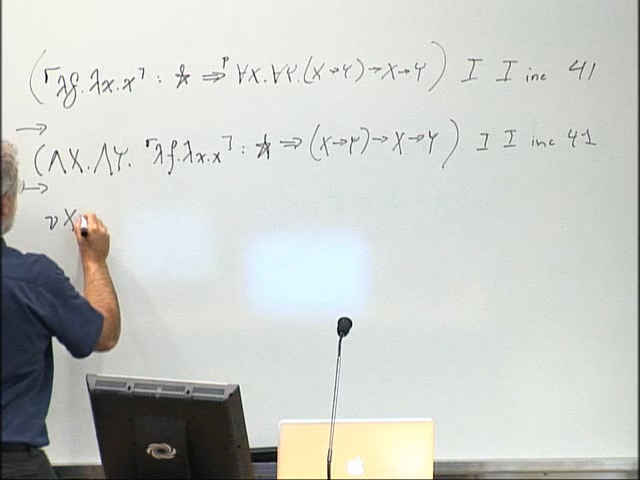 (⌜λf. λx. x⌝ : ★ ⇒ᵖ ∀X. ∀Y. (X→Y)→X→Y) I I inc 41
→
(ΛX. ΛY. ⌜λf. λx. x⌝ : ★ ⇒ (X→Y)→X→Y) I I inc 41
→
νX